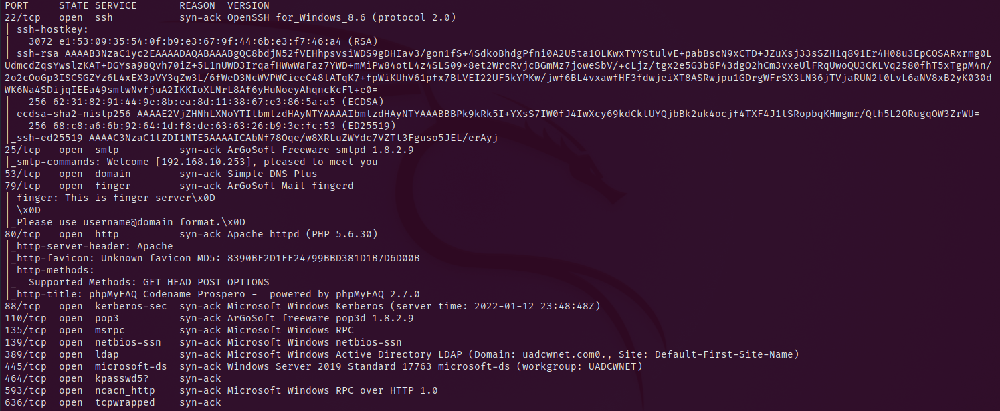 PORT     STATE SERVICE       REASON  VERSION
22/tcp   open  ssh           syn-ack OpenSSH for_Windows_8.6 (protocol 2.0)
| ssh-hostkey:
|   3072 e1:53:09:35:54:0f:b9:e3:67:9f:44:6b:e3:f7:46:a4 (RSA)
| ssh-rsa AAAAB3NzaC1yc2EAAAADAQABAAABgQC8bdjN52fVEHhpsvsiWDS9gDHIav3/gon1fS+4SdkoBhdgPfni0A2U5ta1OLKwxTYYStulvE+pabBscN9xCTD+JZuXsj33sSZH1q891Er4H08u3EpCOSARxrmg0L
UdmcdZqsYwslzKAT+DGYsa98Qvh70iZ+5L1nUWD3IrqafHWwWaFaz7YWD+mMiPw84otL4z4SLS09×8et2WrcRvjcBGmMz7joweSbV/+cLjz/tgx2e5G3b6P43dgO2hCm3vxeUlFRqUwoQU3CKLVq2580fhT5xTgpM4n/
2o2cOoGp3ISCSGZYz6L4xEX3pVY3qZw3L/6fWeD3NcWVPWCieeC48lATqK7+fpWiKUhV61pfx7BLVEI22UF5kYPKw/jwf6BL4vxawfHF3fdwjeiXT8ASRwjpu1GDrgWFrSX3LN36jTVjaRUN2t0LvL6aNV8xB2yK030d
WK6Na4SDijqIEEa49smlwNvfjuA2IKKIoXLNrL8Af6yHuNoeyAhqncKcFl+e0=
|   256 62:31:82:91:44:9e:8b:ea:8d:11:38:67:e3:86:5a:a5 (ECDSA)
| ecdsa-sha2-nistp256 AAAAE2VjZHNhLXNoYTItbmlzdHAyNTYAAAAIbmlzdHAyNTYAAABBBPk9kRk5I+YXsS7IW0fJ4IwXcy69kdCktUYQjbBk2uk4ocjf4TXF4J1lSRopbqKHmgmr/Qth5L2ORugqOW3ZrWU=
|   256 68:c8:a6:6b:92:64:1d:f8:de:63:63:26:b9:3e:fc:53 (ED25519)
|_ssh-ed25519 AAAAC3NzaC1lZDI1NTE5AAAAICAbNf78Oqe/w8XRLuZWYdc7VZTt3Fguso5JEL/erAyj
25/tcp   open  smtp          syn-ack ArGoSoft Freeware smtpd 1.8.2.9
|_smtp-commands: Welcome [192.168.10.253], pleased to meet you
53/tcp   open  domain        syn-ack Simple DNS Plus
79/tcp   open  finger        syn-ack ArGoSoft Mail fingerd
| finger: This is finger server\x0D
| \x0D
|_Please use username@domain format.\x0D
80/tcp   open  http          syn-ack Apache httpd (PHP 5.6.30)
|_http-server-header: Apache
|_http-favicon: Unknown favicon MD5: 8390BF2D1FE24799BBD381D1B7D6D00B
| http-methods:
|_  Supported Methods: GET HEAD POST OPTIONS
|_http-title: phpMyFAQ Codename Prospero -  powered by phpMyFAQ 2.7.0
88/tcp   open  kerberos-sec  syn-ack Microsoft Windows Kerberos (server time: 2022-01-12 23:48:48Z)
110/tcp  open  pop3          syn-ack ArGoSoft freeware pop3d 1.8.2.9
135/tcp  open  msrpc         syn-ack Microsoft Windows RPC
139/tcp  open  netbios-ssn   syn-ack Microsoft Windows netbios-ssn
389/tcp  open  ldap          syn-ack Microsoft Windows Active Directory LDAP (Domain: uadcwnet.com0., Site: Default-First-Site-Name)
445/tcp  open  microsoft-ds  syn-ack Windows Server 2019 Standard 17763 microsoft-ds (workgroup: UADCWNET)
464/tcp  open  kpasswd5?     syn-ack
593/tcp  open  ncacn_http    syn-ack Microsoft Windows RPC over HTTP 1.0
636/tcp  open  tcpwrapped    syn-ack